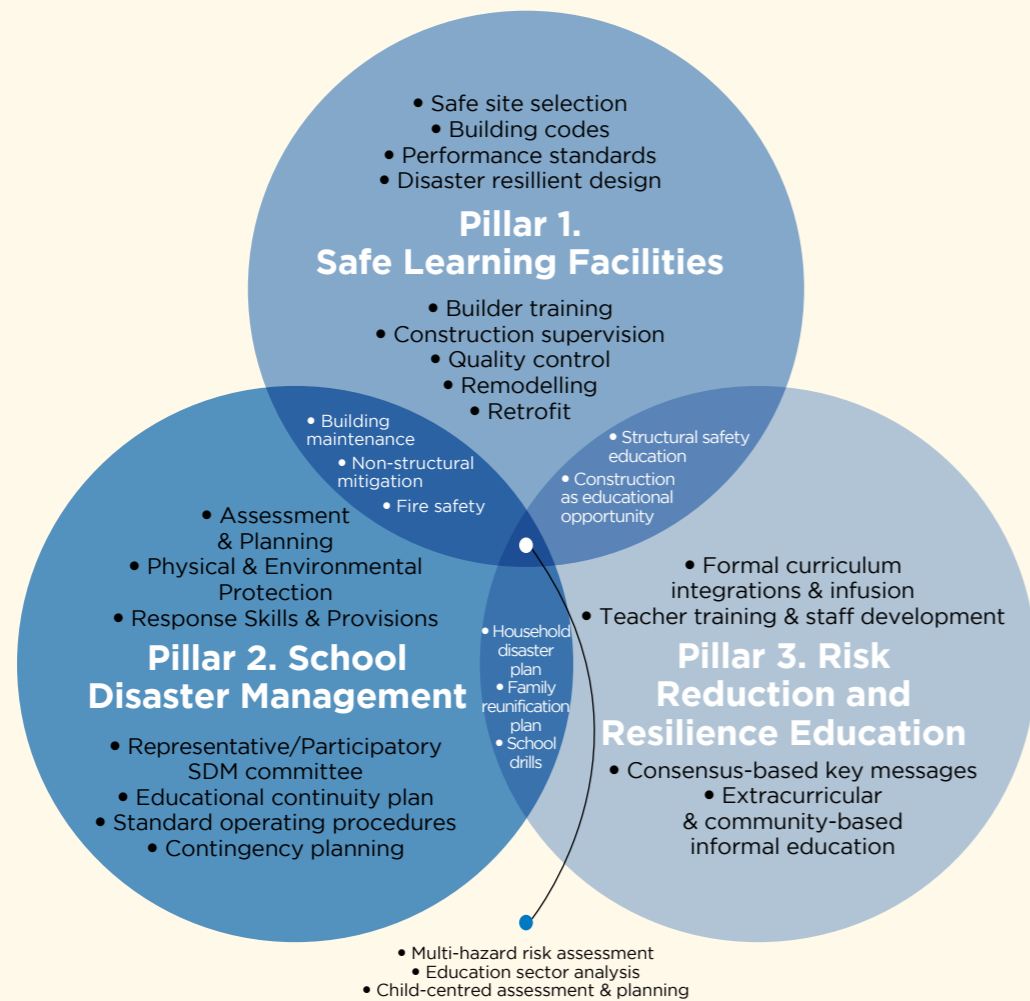 • Safe site selection
• Building codes
• Performance standards
• Disaster resillient design
Pillar 1.
Safe Learning Facilities
• Builder training
• Construction supervision
• Quality control
• Remodelling
• Retrofit
• Building
maintenance
• Non-structural
mitigation
• Fire safety
• Structural safety
education
• Construction
as educational
opportunity
• Assessment
& Planning
• Physical & Environmental
Protection
• Response Skills & Provisions
Pillar 2. School
Disaster Management
• Representative/Participatory
SDM committee
• Educational continuity plan
• Standard operating procedures
• Contingency planning
• Household
disaster
plan
• Family
reunification
plan
• School
drills
• Formal curriculum
integrations & infusion
• Teacher training & staff development
Pillar 3. Risk
Reduction and
Resilience Education
• Consensus-based key messages
• Extracurricular
& community-based
informal education
• Multi-hazard risk assessment
• Education sector analysis
• Child-centred assessment & planning